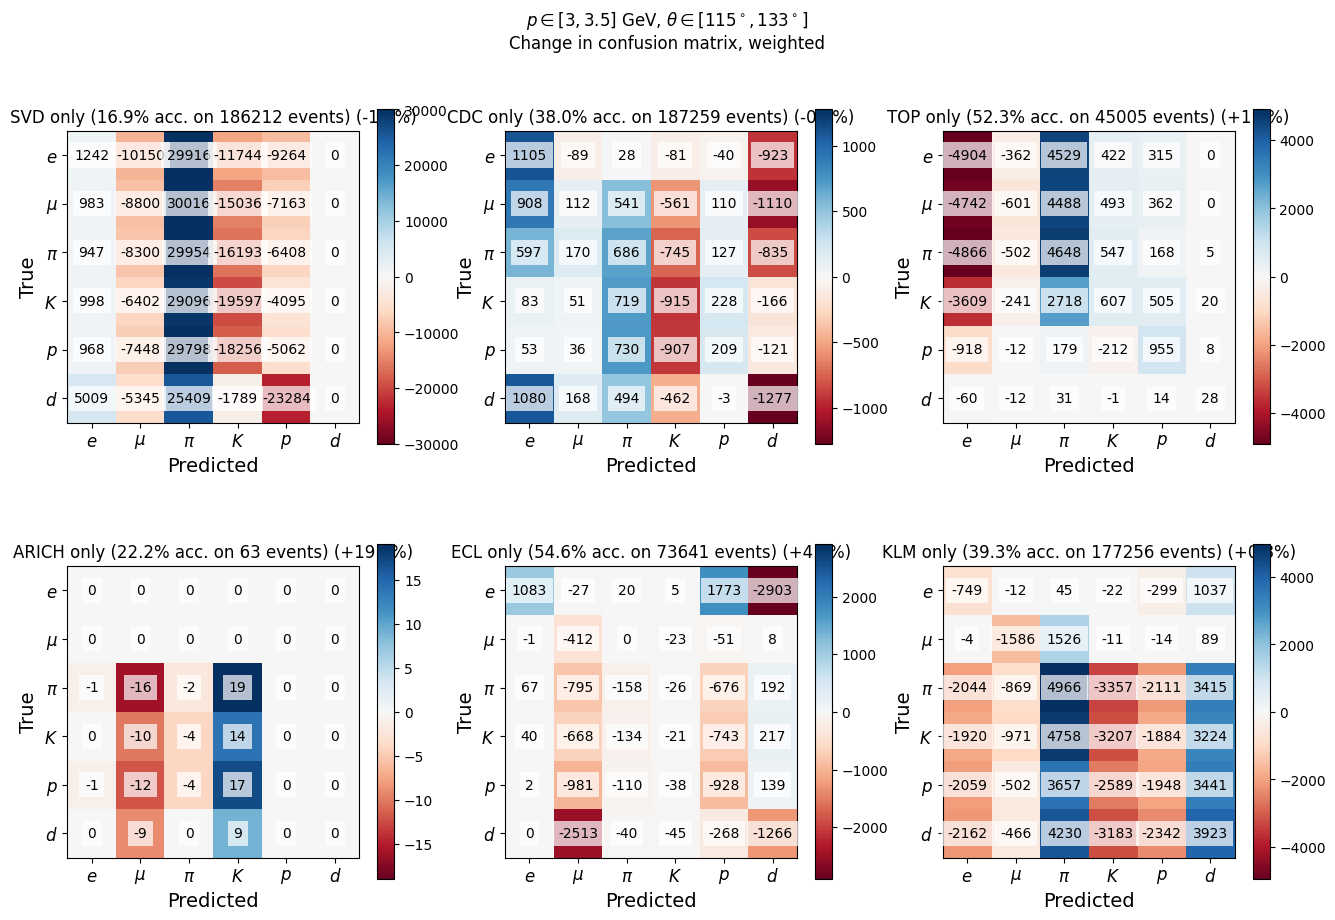 p ∈ [3, 3.5] GeV, θ ∈ [115°, 133°]
Change in confusion matrix, weighted
SVD only (16.9% acc. on 186212 events) (-1
True
e 1242 -10150 29916 -11744 -9264 0
μ 983 -8800 30016 -15036 -7163 0
π 947 -8300 29954 -16193 -6408 0
K 998 -6402 29096 -19597 -4095 0
p 968 -7448 29798 -18256 -5062 0
d 5009 -5345 25409 -1789 -23284 0
e μ π K p d
Predicted
30000
20000
10000
0
−10000
−20000
−30000
CDC only (38.0% acc. on 187259 events) (-0
True
e 1105 -89 28 -81 -40 -923
μ 908 112 541 -561 110 -1110
π 597 170 686 -745 127 -835
K 83 51 719 -915 228 -166
p 53 36 730 -907 209 -121
d 1080 168 494 -462 -3 -1277
e μ π K p d
Predicted
1000
500
0
−500
−1000
TOP only (52.3% acc. on 45005 events) (+1
True
e -4904 -362 4529 422 315 0
μ -4742 -601 4488 493 362 0
π -4866 -502 4648 547 168 5
K -3609 -241 2718 607 505 20
p -918 -12 179 -212 955 8
d -60 -12 31 -1 14 28
e μ π K p d
Predicted
4000
2000
0
−2000
−4000
ARICH only (22.2% acc. on 63 events) (+19
True
e 0 0 0 0 0 0
μ 0 0 0 0 0 0
π -1 -16 -2 19 0 0
K 0 -10 -4 14 0 0
p -1 -12 -4 17 0 0
d 0 -9 0 9 0 0
e μ π K p d
Predicted
15
10
5
0
−5
−10
−15
ECL only (54.6% acc. on 73641 events) (+4
True
e 1083 -27 20 5 1773 -2903
μ -1 -412 0 -23 -51 8
π 67 -795 -158 -26 -676 192
K 40 -668 -134 -21 -743 217
p 2 -981 -110 -38 -928 139
d 0 -2513 -40 -45 -268 -1266
e μ π K p d
Predicted
2000
1000
0
−1000
−2000
KLM only (39.3% acc. on 177256 events) (+0
True
e -749 -12 45 -22 -299 1037
μ -4 -1586 1526 -11 -14 89
π -2044 -869 4966 -3357 -2111 3415
K -1920 -971 4758 -3207 -1884 3224
p -2059 -502 3657 -2589 -1948 3441
d -2162 -466 4230 -3183 -2342 3923
e μ π K p d
Predicted
4000
2000
0
−2000
−4000